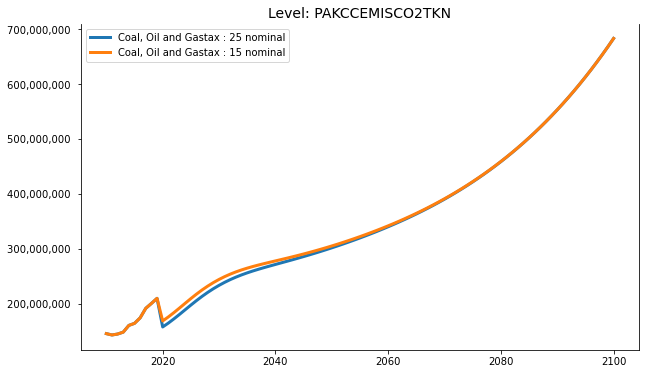 Level: PAKCCEMISCO2TKN
Coal, Oil and Gastax : 25 nominal
Coal, Oil and Gastax : 15 nominal
700,000,000
600,000,000
500,000,000
400,000,000
300,000,000
200,000,000
2020 2040 2060 2080 2100